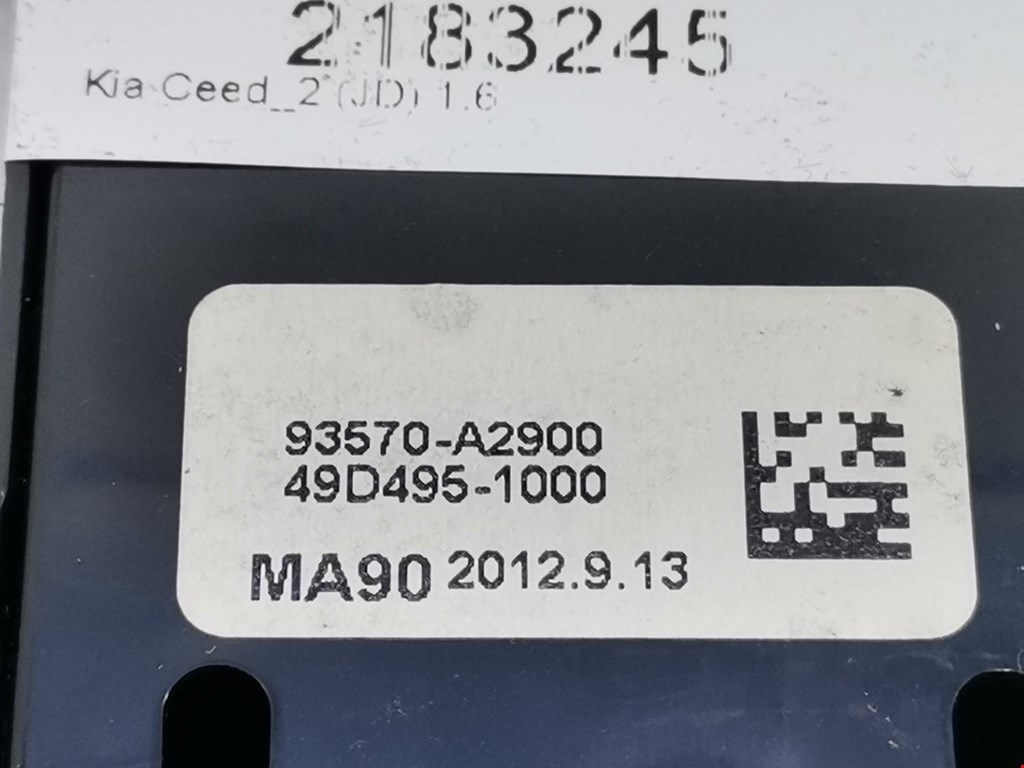 2183245
Kia Ceed_2 (JD) 1.6
93570-A2900
49D495-1000
MA90 2012.9.13